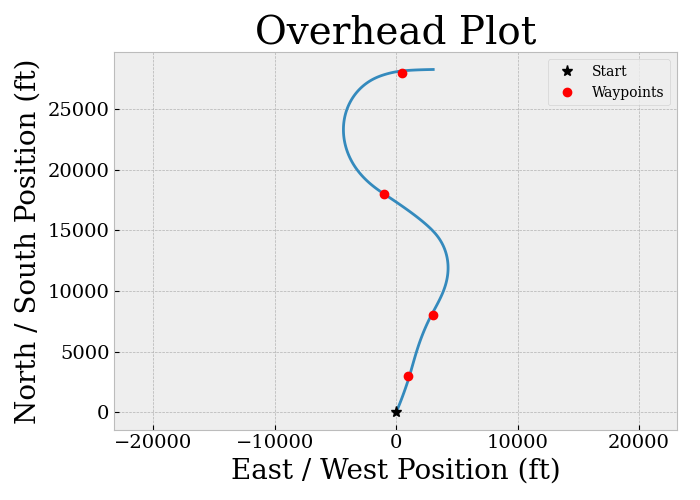 Overhead Plot
Start
Waypoints
North / South Position (ft)
25000
20000
15000
10000
5000
0
−20000 −10000 0 10000 20000
East / West Position (ft)